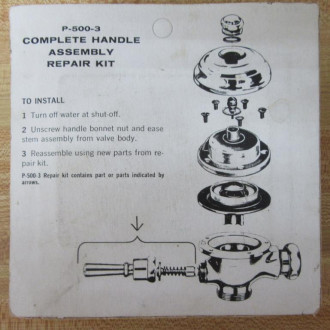 P-500-3
COMPLETE HANDLE
ASSEMBLY
REPAIR KIT
TO INSTALL
1 Turn off water at shut-off.
2 Unscrew handle bonnet nut and ease
stem assembly from valve body.
3 Reassemble using new parts from re-
pair kit.
P-500-3 Repair kit contains part or parts indicated by
arrows.